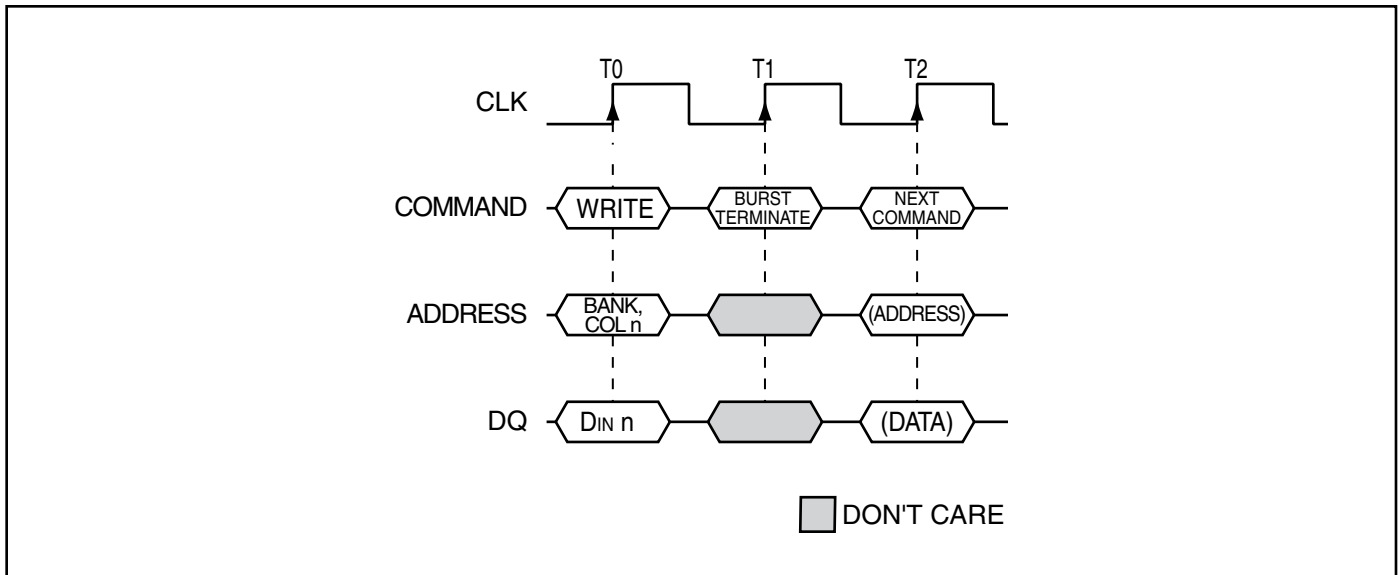 T0 T1 T2
CLK
COMMAND WRITE BURST TERMINATE NEXT COMMAND
ADDRESS BANK, COL n (ADDRESS)
DQ DIN n (DATA)
DON'T CARE